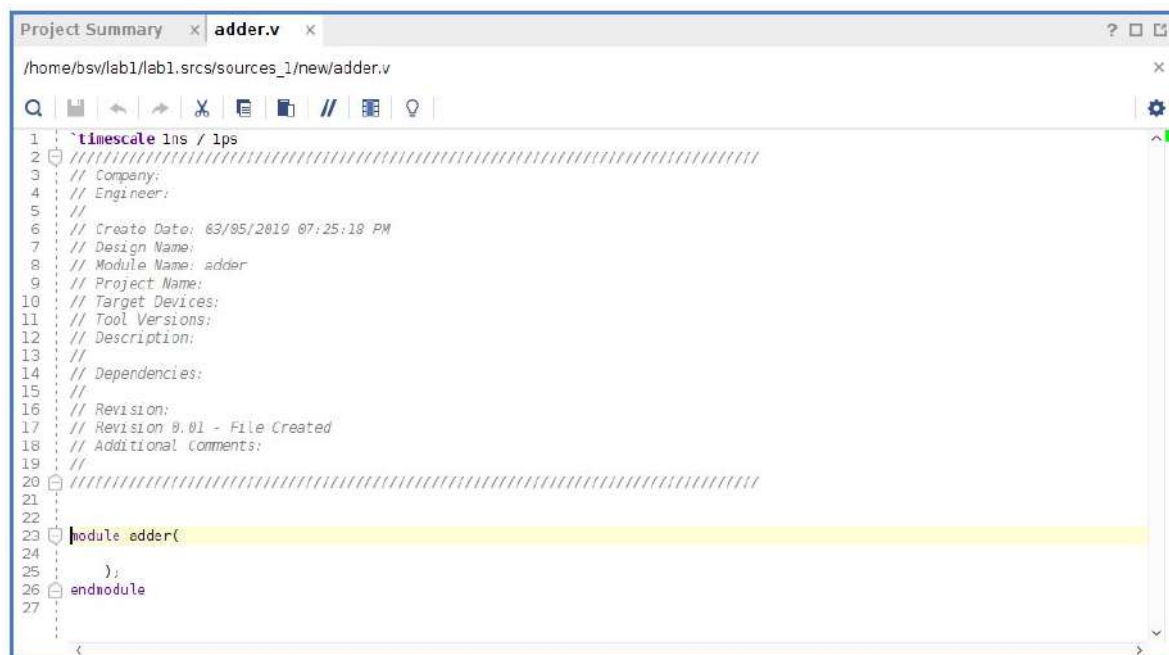 Project Summary × adder.v ×
/home/bsv/lab1/lab1.srcs/sources_1/new/adder.v
1 `timescale 1ns / 1ps
2 //////////////////////////////////////////////////////////////////////////////////
3 // Company:
4 // Engineer:
5 //
6 // Create Date: 03/05/2019 07:25:18 PM
7 // Design Name:
8 // Module Name: adder
9 // Project Name:
10 // Target Devices:
11 // Tool Versions:
12 // Description:
13 //
14 // Dependencies:
15 //
16 // Revision:
17 // Revision 0.01 - File Created
18 // Additional Comments:
19 //
20 //////////////////////////////////////////////////////////////////////////////////
21
22
23 module adder(
24
25 );
26 endmodule
27